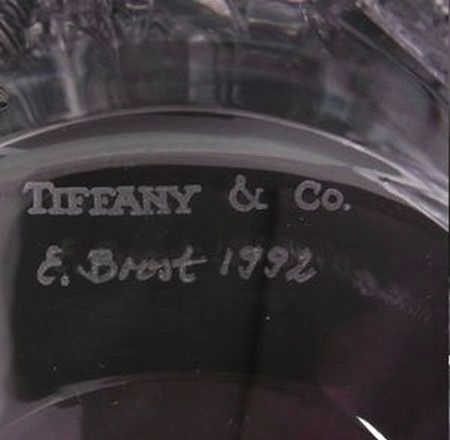 TIFFANY & Co.
E. Brost 1992